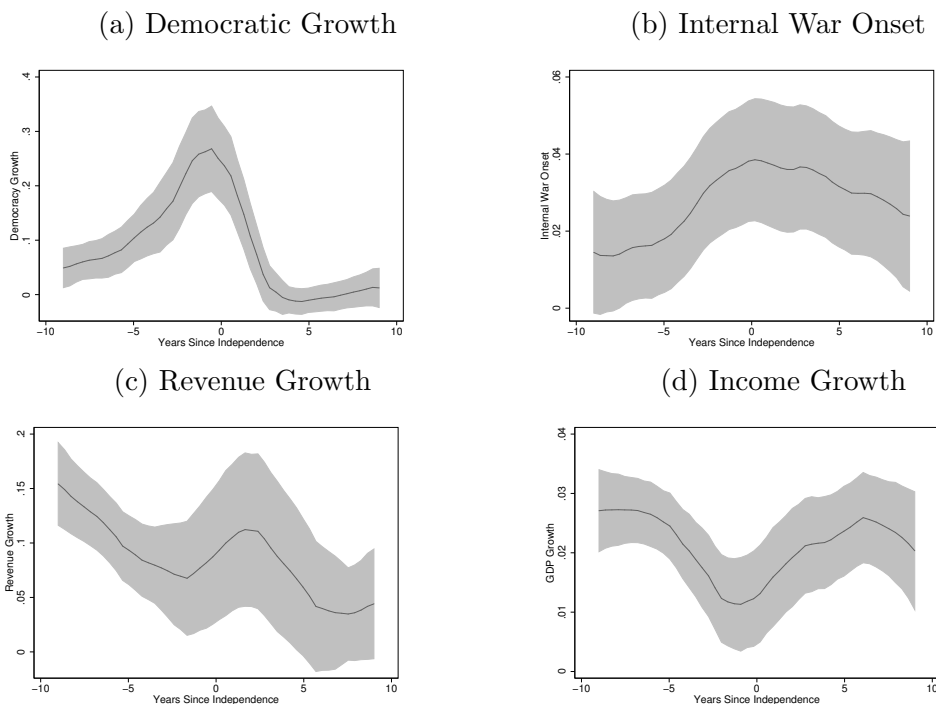 (a) Democratic Growth
(b) Internal War Onset
.4
.3
.2
.1
0
Democracy Growth
−10 −5 0 5 10
Years Since Independence
.06
.04
.02
0
Internal War Onset
−10 −5 0 5 10
Years Since Independence
(c) Revenue Growth
(d) Income Growth
.2
.15
.1
.05
0
Revenue Growth
−10 −5 0 5 10
Years Since Independence
.04
.03
.02
.01
0
GDP Growth
−10 −5 0 5 10
Years Since Independence